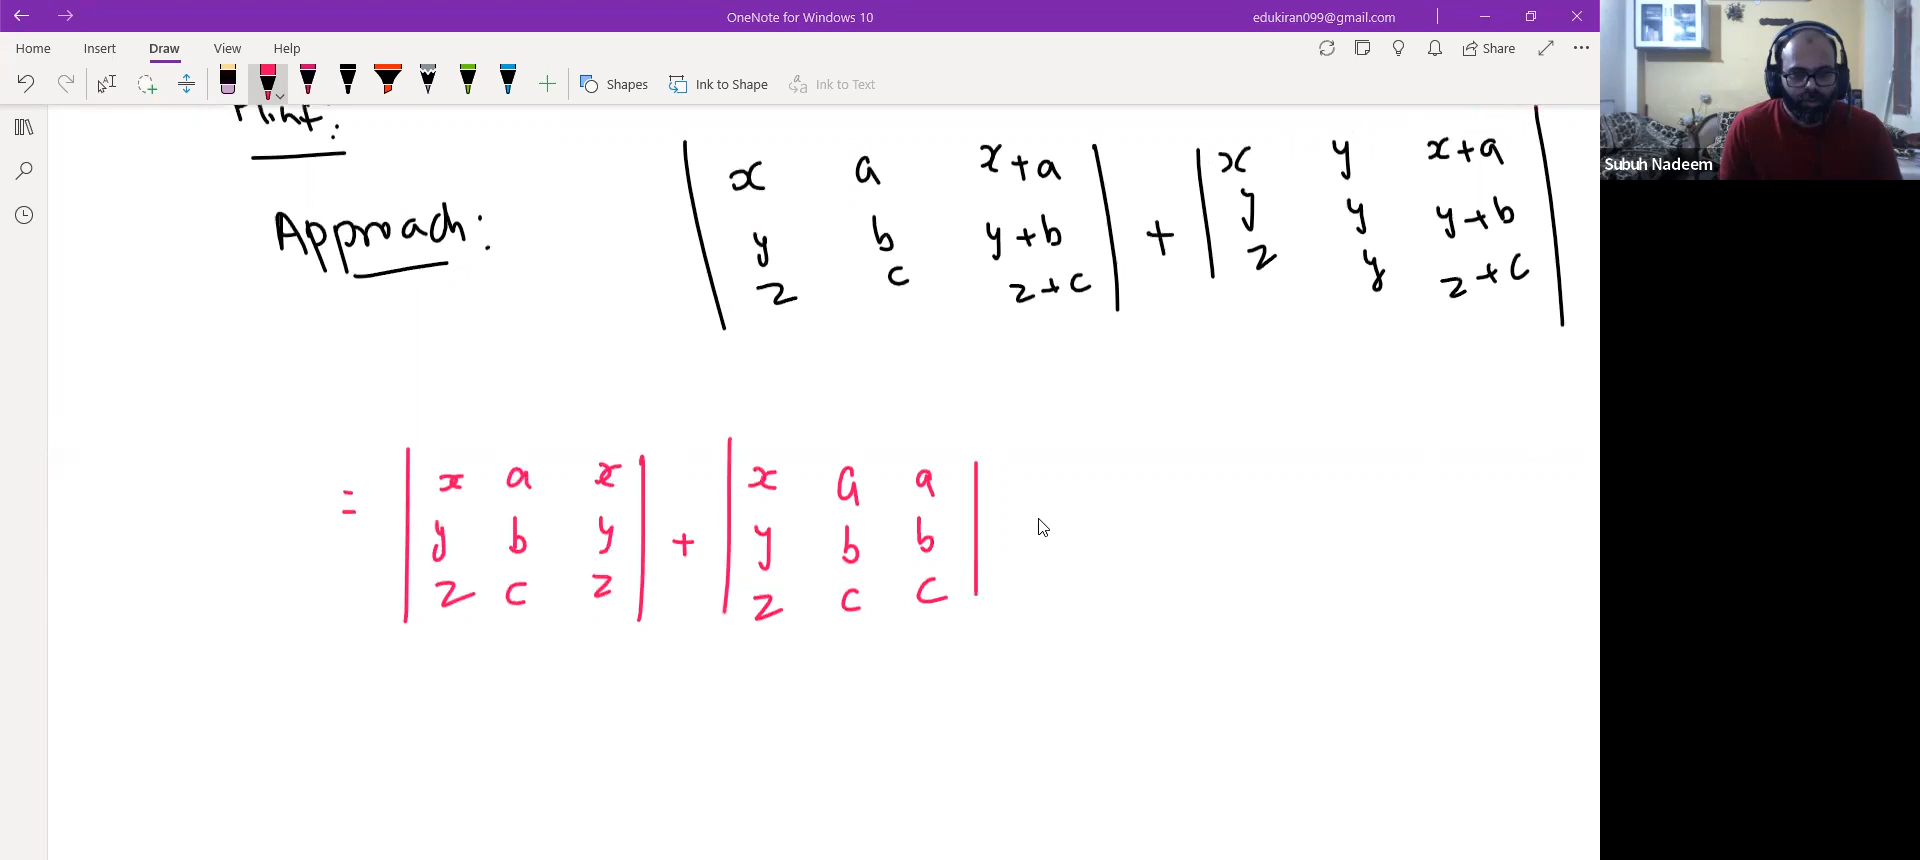 OneNote for Windows 10
edukiran099@gmail.com
Home Insert Draw View Help
Share
Shapes Ink to Shape Ink to Text
Subuh Nadeem
Hint:
Approach:
| x a x+a | + | x y x+a |
| y b y+b | | y y y+b |
| z c z+c | | z y z+c |
= | x a x | + | x a a |
| y b y | | y b b |
| z c z | | z c c |